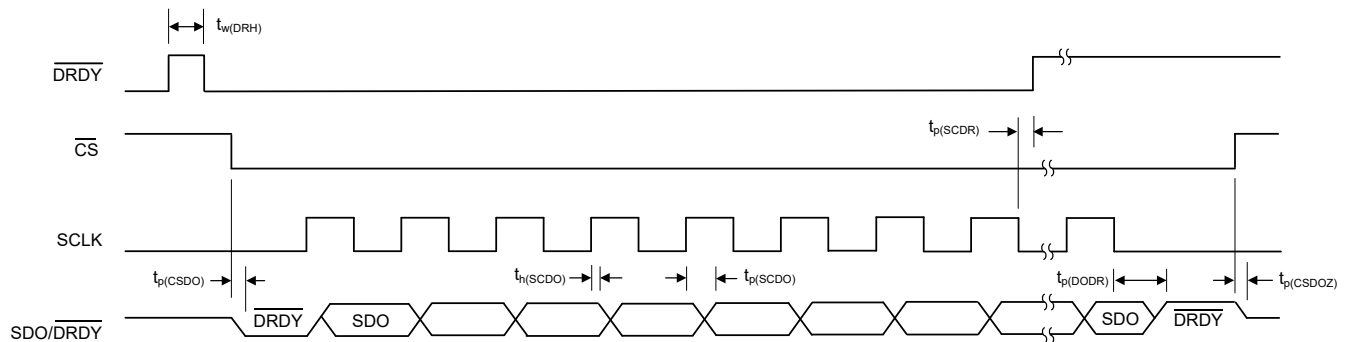 tw(DRH)
DRDY
tp(SCDR)
CS
SCLK
tp(CSDO)
th(SCDO)
tp(SCDO)
tp(DODR)
tp(CSDOZ)
SDO/DRDY
DRDY
SDO
SDO
DRDY